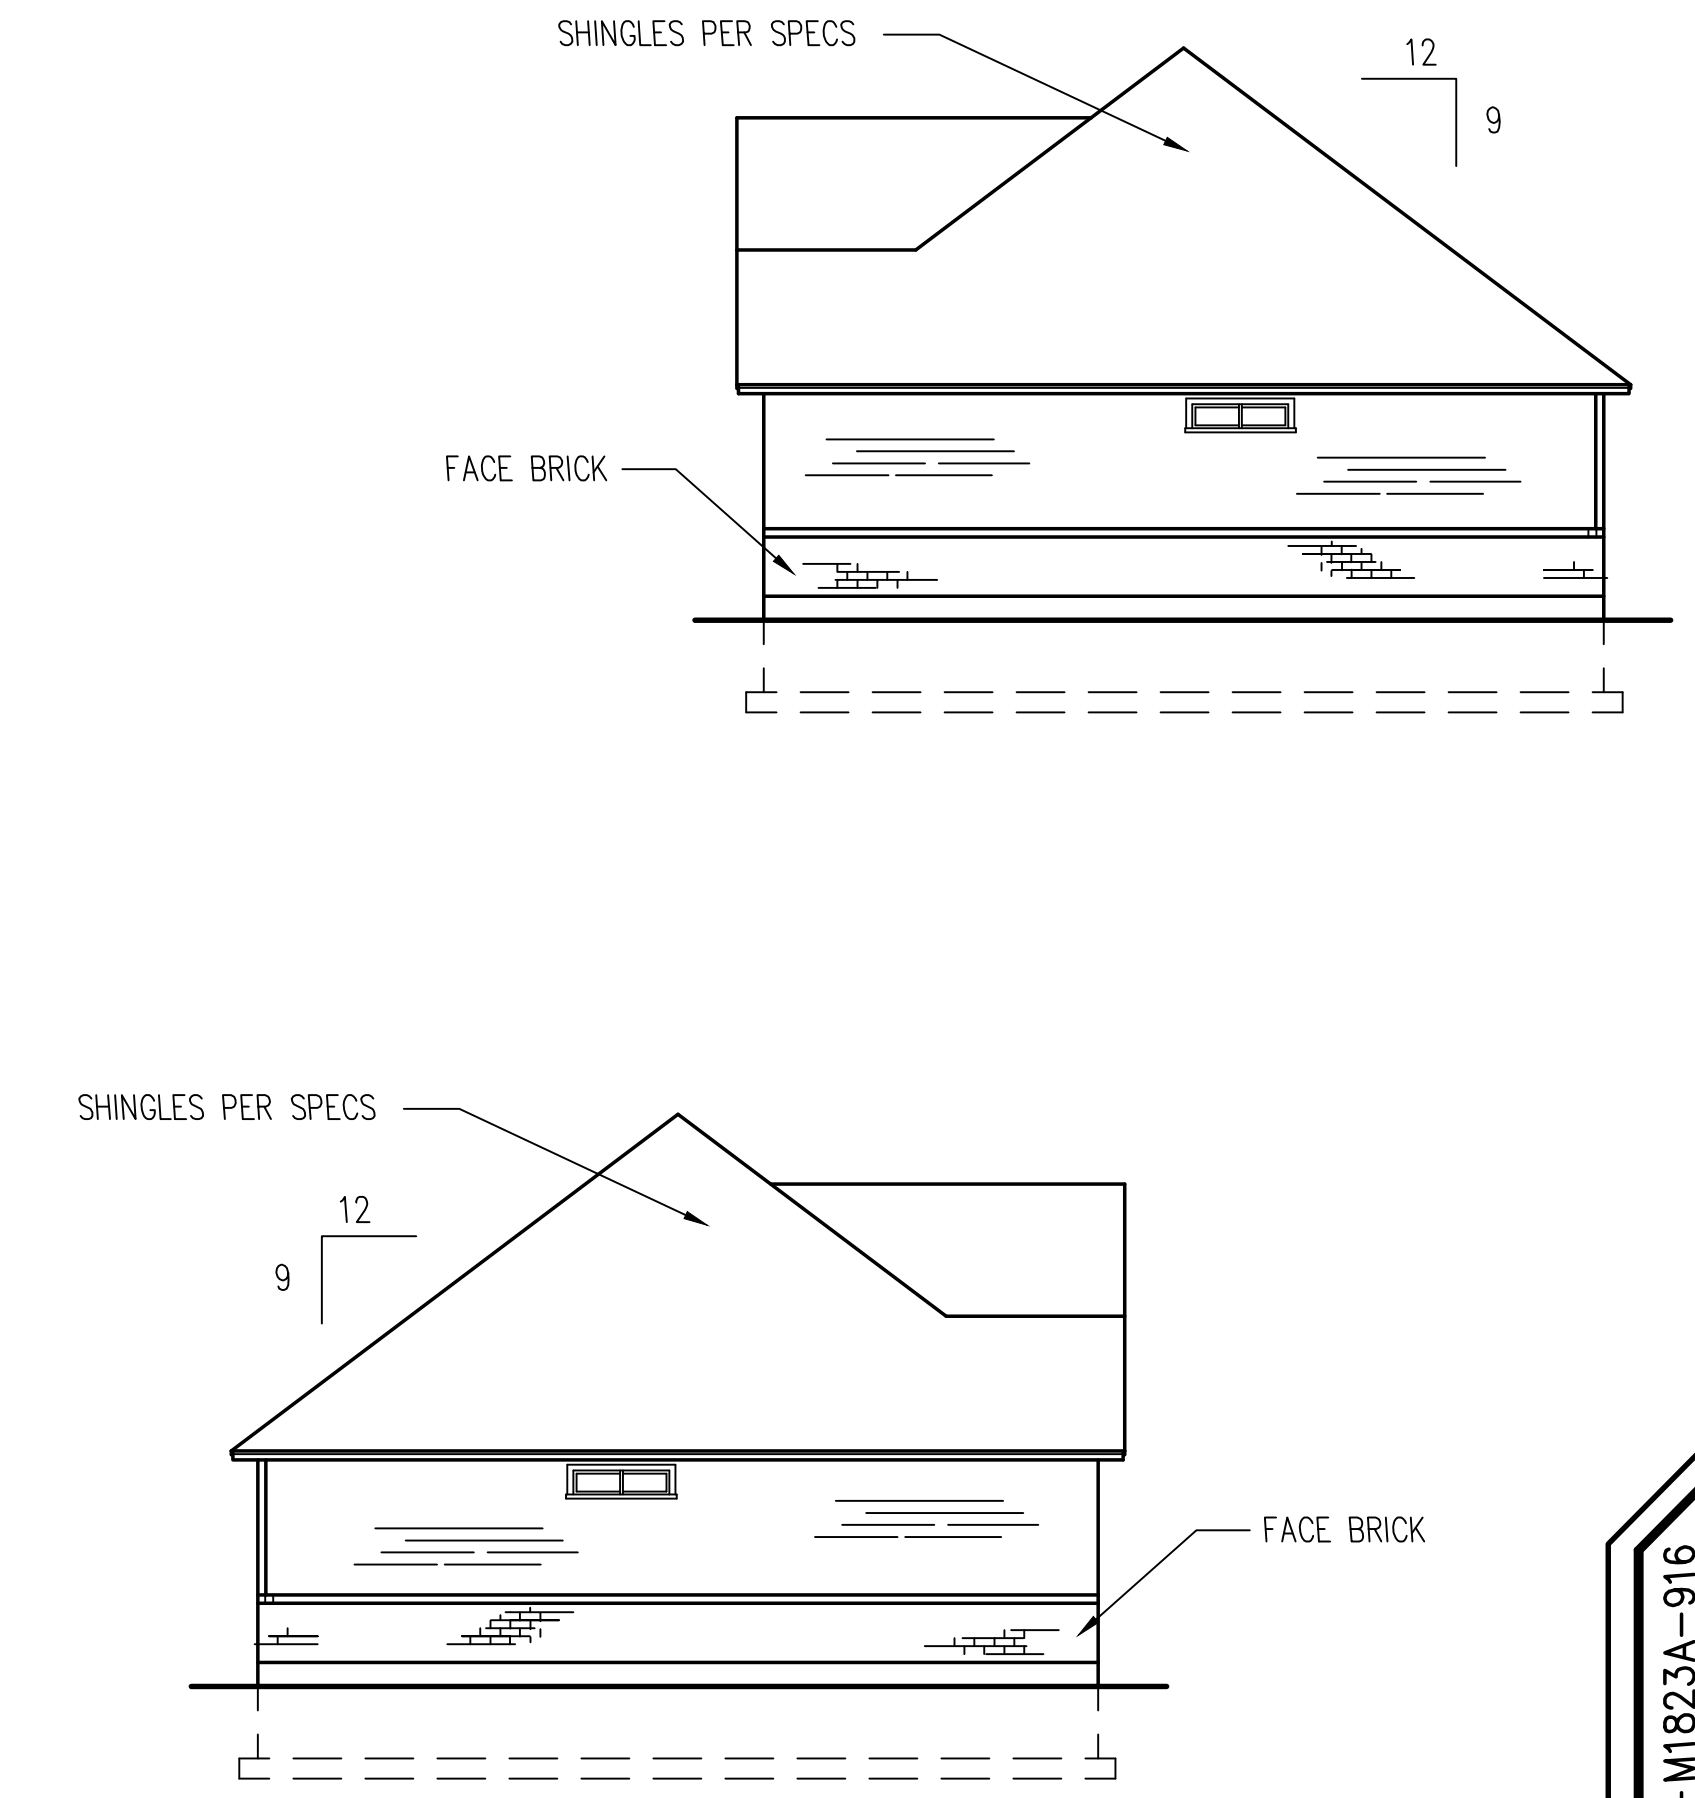 SHINGLES PER SPECS
12
9
FACE BRICK
SHINGLES PER SPECS
12
9
FACE BRICK
M1823A-916